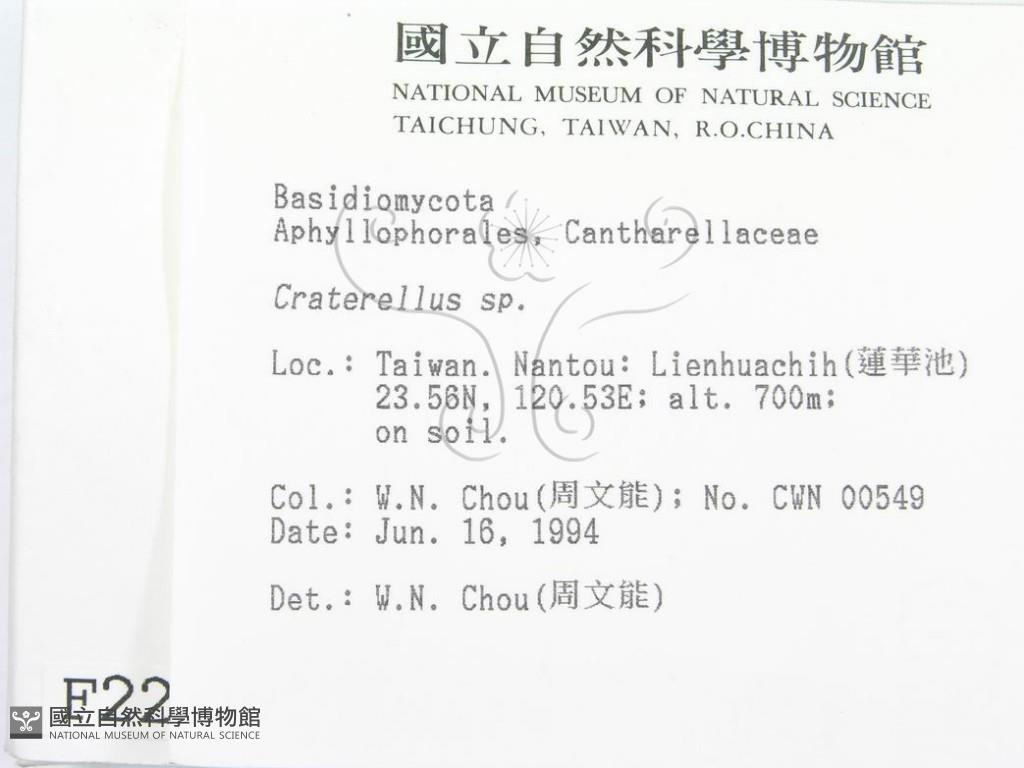 國立自然科學博物館
NATIONAL MUSEUM OF NATURAL SCIENCE
TAICHUNG, TAIWAN, R.O.CHINA
Basidiomycota
Aphyllophorales, Cantharellaceae
Craterellus sp.
Loc.: Taiwan. Nantou: Lienhuachih(蓮華池)
23.56N, 120.53E; alt. 700m;
on soil.
Col.: W.N. Chou(周文能); No. CWN 00549
Date: Jun. 16, 1994
Det.: W.N. Chou(周文能)
F22
國立自然科學博物館
NATIONAL MUSEUM OF NATURAL SCIENCE